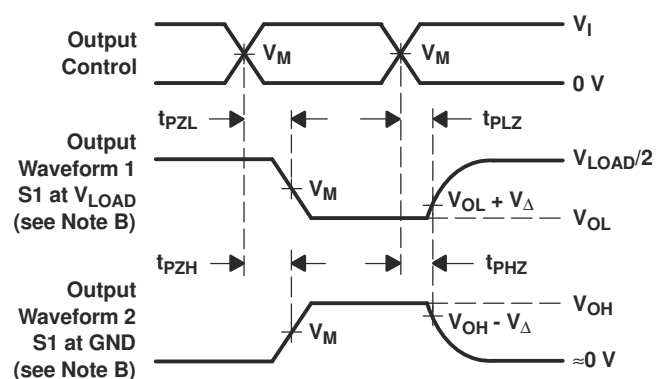 Output
Control
V_M
V_M
V_I
0 V
t_PZL
t_PLZ
Output
Waveform 1
S1 at V_LOAD
(see Note B)
V_M
V_LOAD/2
V_OL + V_Δ
V_OL
t_PZH
t_PHZ
Output
Waveform 2
S1 at GND
(see Note B)
V_M
V_OH
V_OH - V_Δ
≈0 V